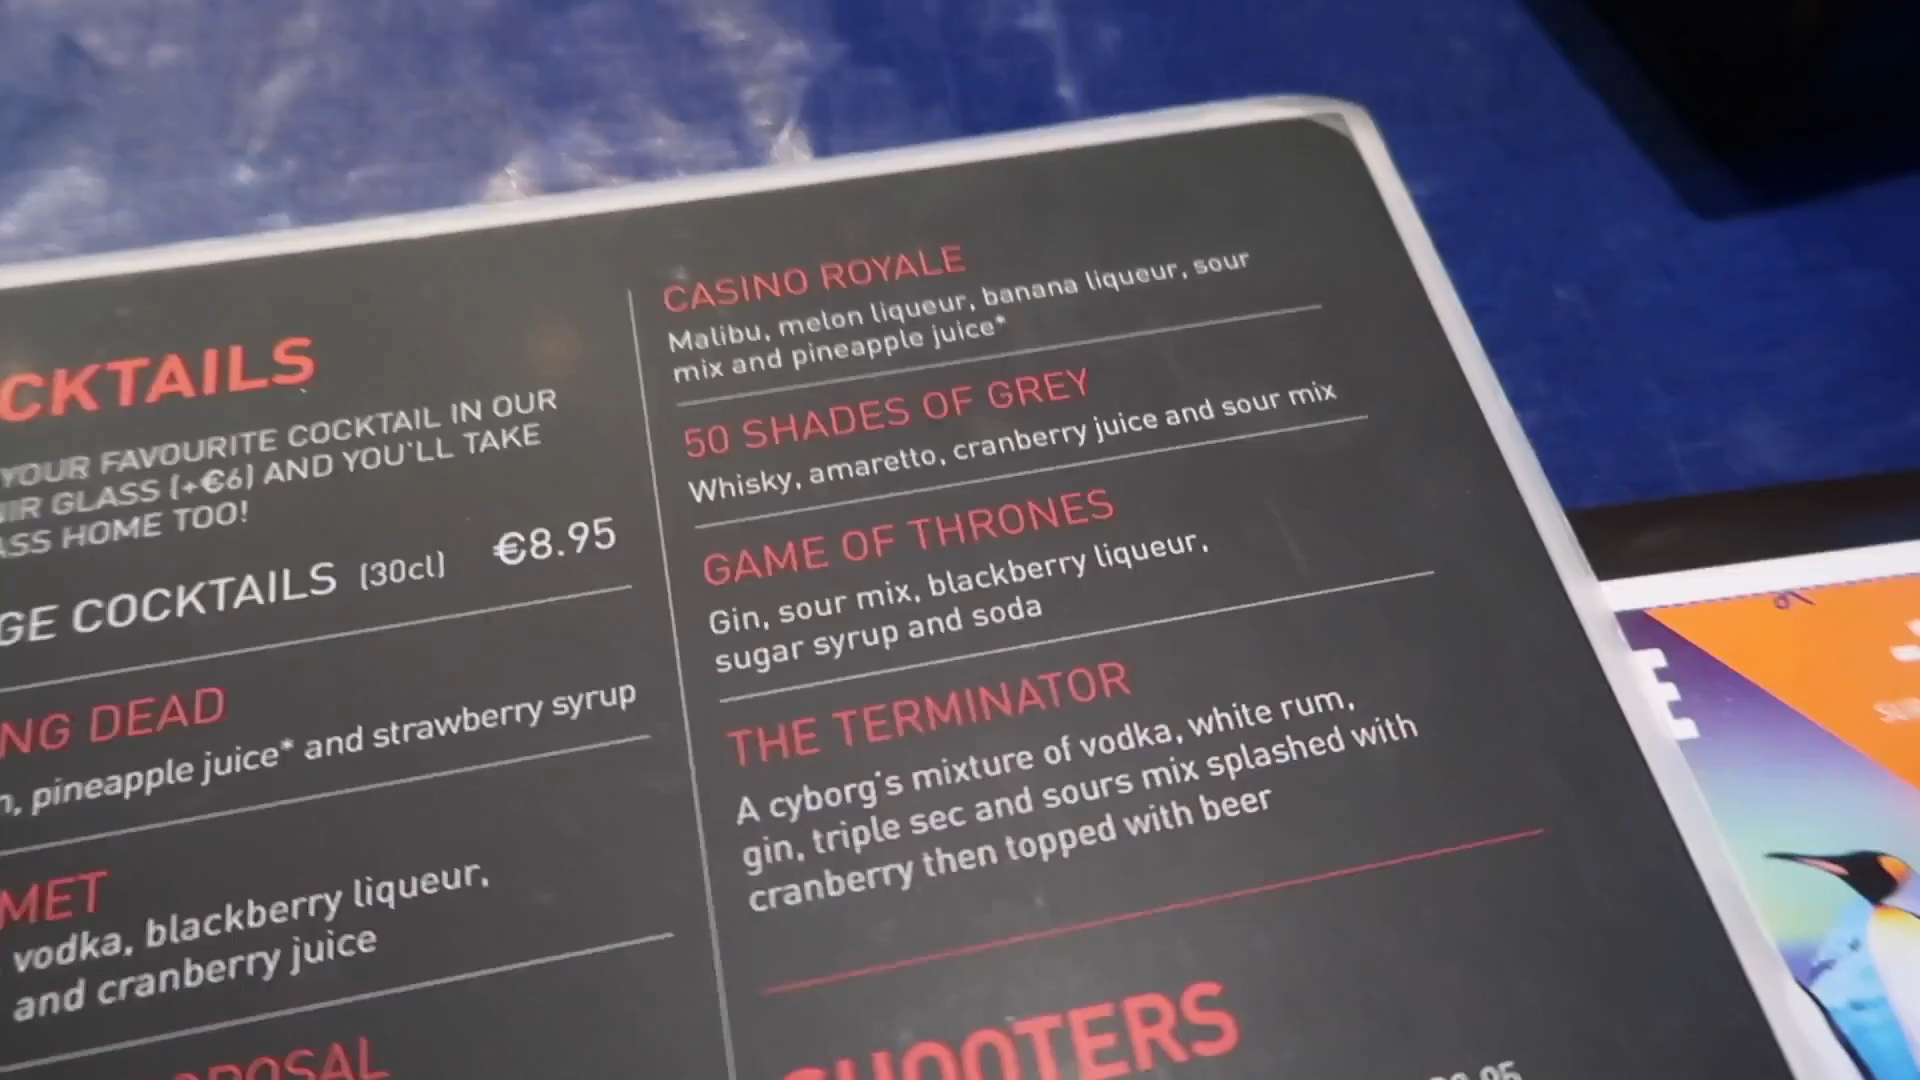 CKTAILS
YOUR FAVOURITE COCKTAIL IN OUR
GLASS (+€6) AND YOU'LL TAKE
HOME TOO!
COCKTAILS (30cl) €8.95
DEAD
pineapple juice* and strawberry syrup
MET
vodka, blackberry liqueur,
and cranberry juice
CASINO ROYALE
Malibu, melon liqueur, banana liqueur, sour
mix and pineapple juice*
50 SHADES OF GREY
Whisky, amaretto, cranberry juice and sour mix
GAME OF THRONES
Gin, sour mix, blackberry liqueur,
sugar syrup and soda
THE TERMINATOR
A cyborg's mixture of vodka, white rum,
gin, triple sec and sours mix splashed with
cranberry then topped with beer
SHOOTERS